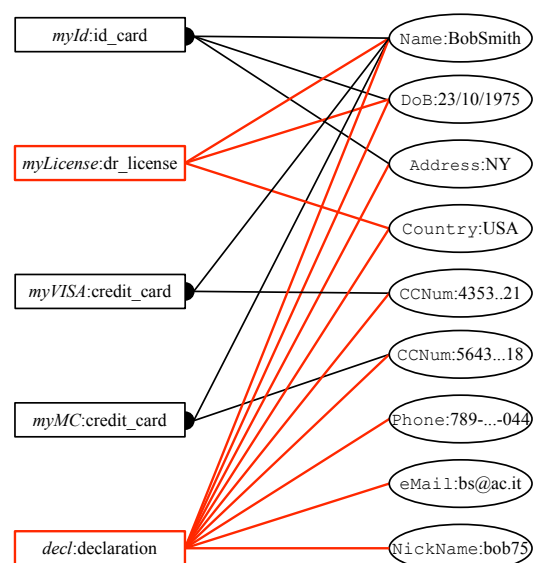 myId:id_card
Name:BobSmith
DoB:23/10/1975
myLicense:dr_license
Address:NY
Country:USA
myVISA:credit_card
CCNum:4353..21
CCNum:5643...18
myMC:credit_card
Phone:789-...-044
eMail:bs@ac.it
decl:declaration
NickName:bob75